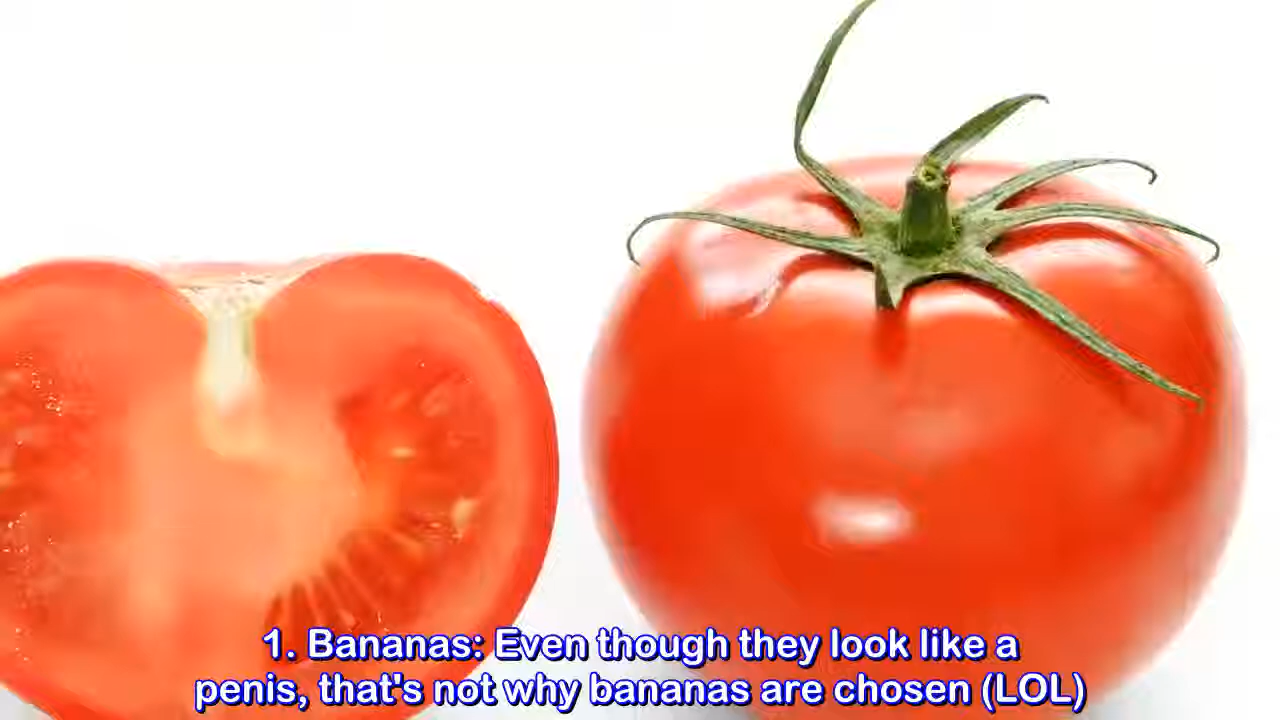 1. Bananas: Even though they look like a
penis, that's not why bananas are chosen (LOL)